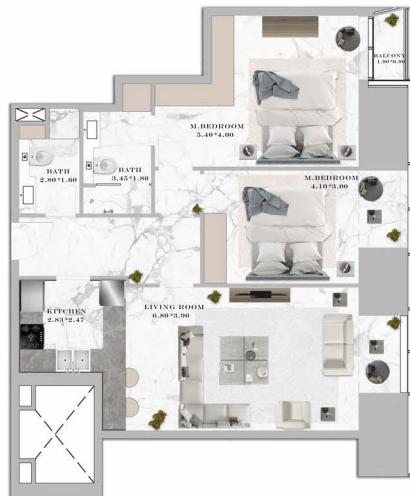 BALCONY
1.90*0.90
M.BEDROOM
5.40*4.00
BATH
2.80*1.60
BATH
3.45*1.80
M.BEDROOM
4.10*3.00
KITCHEN
2.83*2.47
LIVING ROOM
6.80*3.90